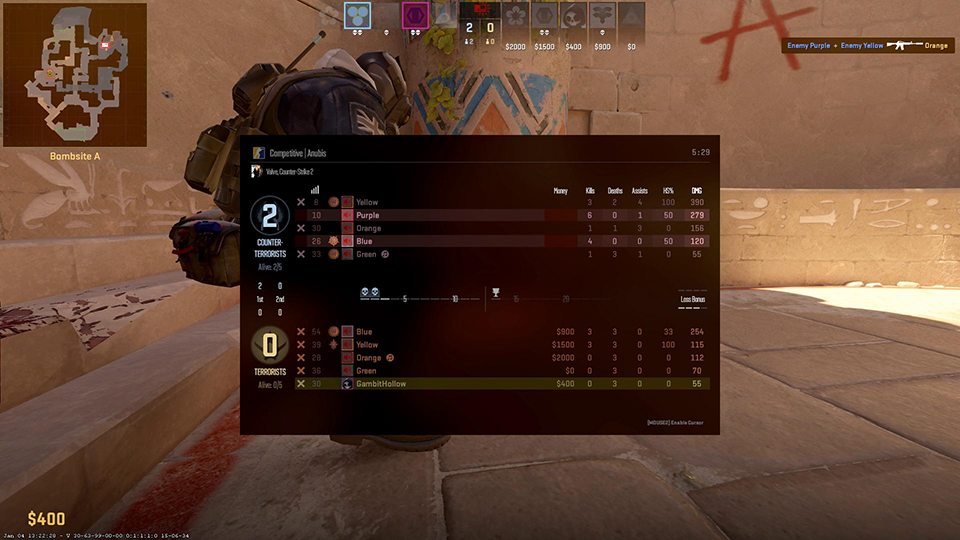 2 0
2 0
$2000 $1500 $400 $900 $0
Enemy Purple + Enemy Yellow Orange
Bombsite A
Competitive | Anubis 5:29
Valve, Counter-Strike 2
Money Kills Deaths Assists HS% DMG
8 Yellow 3 2 4 100 390
10 Purple 6 0 1 50 279
30 Orange 1 1 3 0 156
26 Blue 4 0 0 50 120
33 Green 1 3 1 0 55
2
COUNTER-
TERRORISTS
Alive: 2/5
2 0
1st 2nd
0 0
5 10 15 20
Loss Bonus
0
TERRORISTS
Alive: 0/5
54 Blue $900 3 3 0 33 254
39 Yellow $1500 3 3 0 100 115
28 Orange $2000 0 3 0 0 112
36 Green $0 0 3 0 0 70
30 GambitHollow $400 0 3 0 0 55
[MOUSE2] Enable Cursor
$400